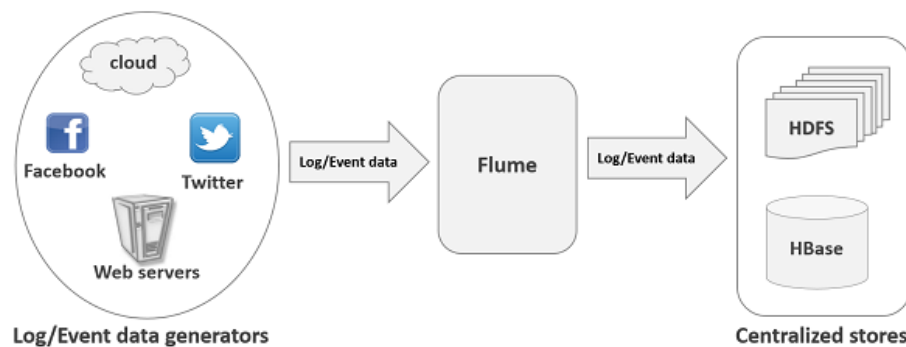 cloud
Facebook
Twitter
Web servers
Log/Event data generators
Log/Event data
Flume
Log/Event data
HDFS
HBase
Centralized stores